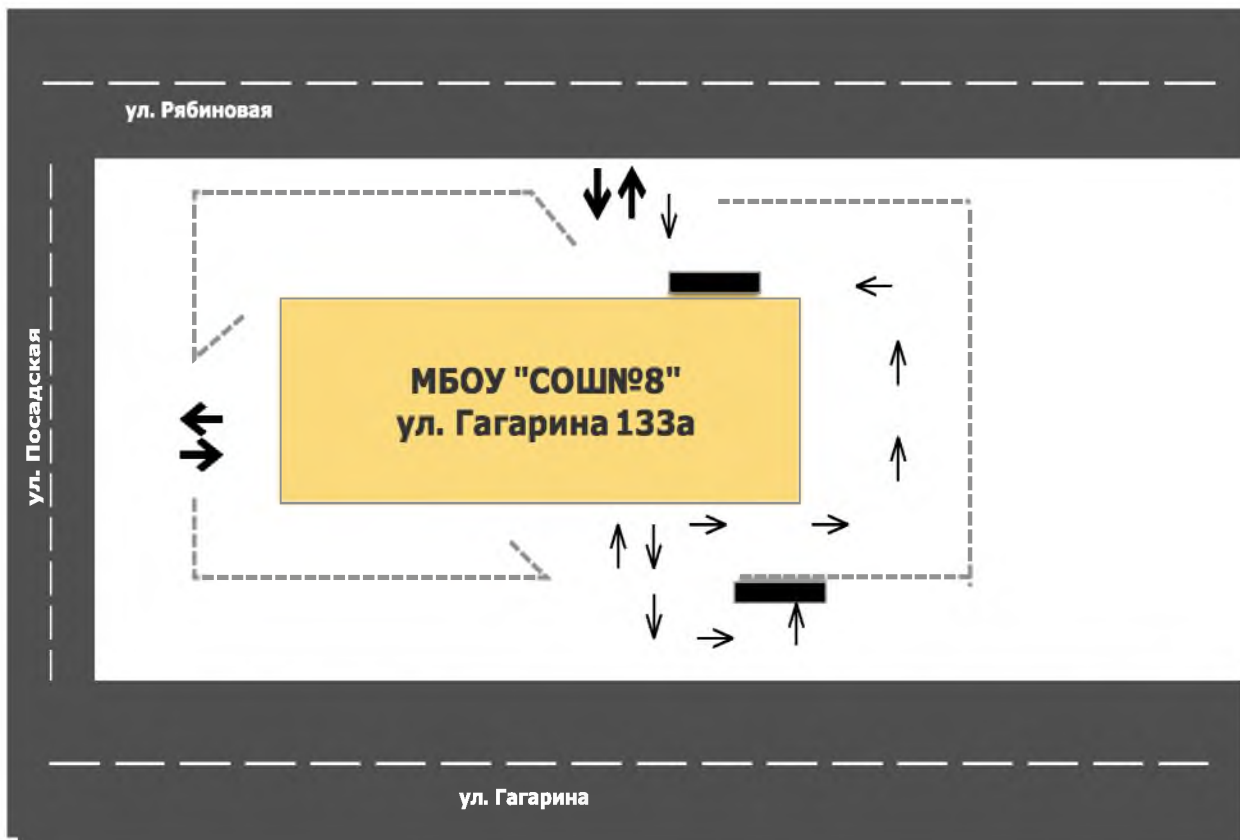 ул. Рябиновая
ул. Посадская
МБОУ "СОШ№8"
ул. Гагарина 133а
ул. Гагарина